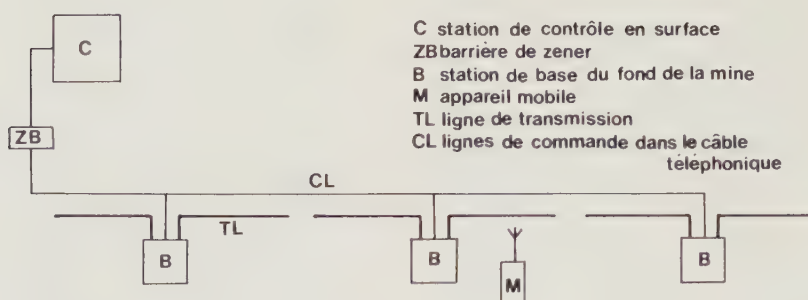 C
C station de contrôle en surface
ZB barrière de zener
B station de base du fond de la mine
M appareil mobile
TL ligne de transmission
CL lignes de commande dans le câble
téléphonique
ZB
CL
TL
B
B
M
B